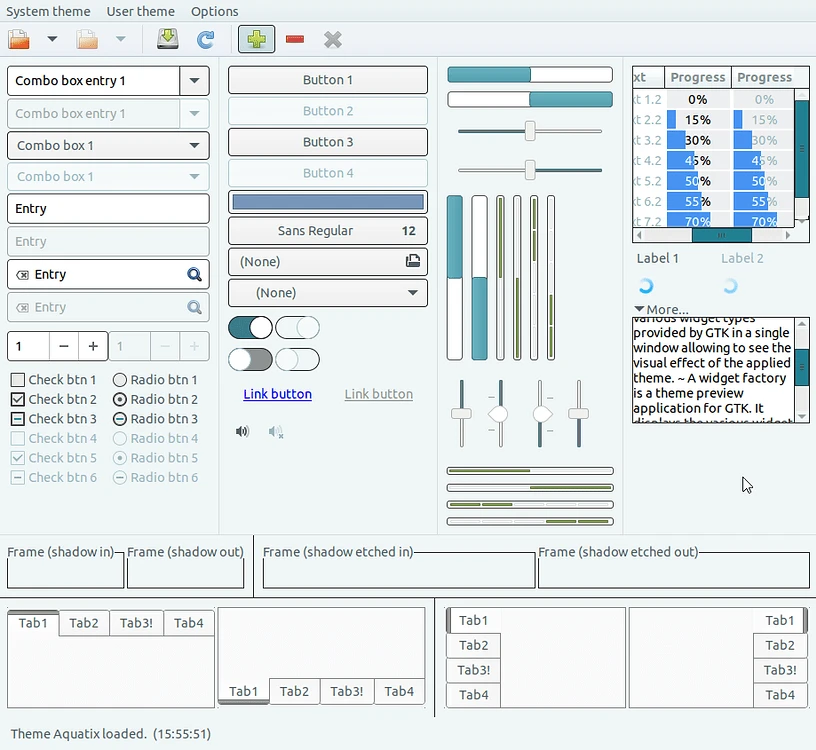 System theme User theme Options
Combo box entry 1
Combo box entry 1
Combo box 1
Combo box 1
Entry
Entry
Entry
Entry
1 1
Check btn 1 Radio btn 1
Check btn 2 Radio btn 2
Check btn 3 Radio btn 3
Check btn 4 Radio btn 4
Check btn 5 Radio btn 5
Check btn 6 Radio btn 6
Button 1
Button 2
Button 3
Button 4
Sans Regular 12
(None)
(None)
Link button Link button
xt Progress Progress
xt 1.2 0% 0%
xt 2.2 15% 15%
xt 3.2 30% 30%
xt 4.2 45% 45%
xt 5.2 50% 50%
xt 6.2 55% 55%
xt 7.2 70% 70%
Label 1 Label 2
More...
various widget types
provided by GTK in a single
window allowing to see the
visual effect of the applied
theme. ~ A widget factory
is a theme preview
application for GTK. It
displays the various widget
Frame (shadow in) Frame (shadow out) Frame (shadow etched in) Frame (shadow etched out)
Tab1 Tab2 Tab3! Tab4
Tab1 Tab2 Tab3! Tab4
Tab1
Tab2
Tab3!
Tab4
Tab1
Tab2
Tab3!
Tab4
Theme Aquatix loaded. (15:55:51)